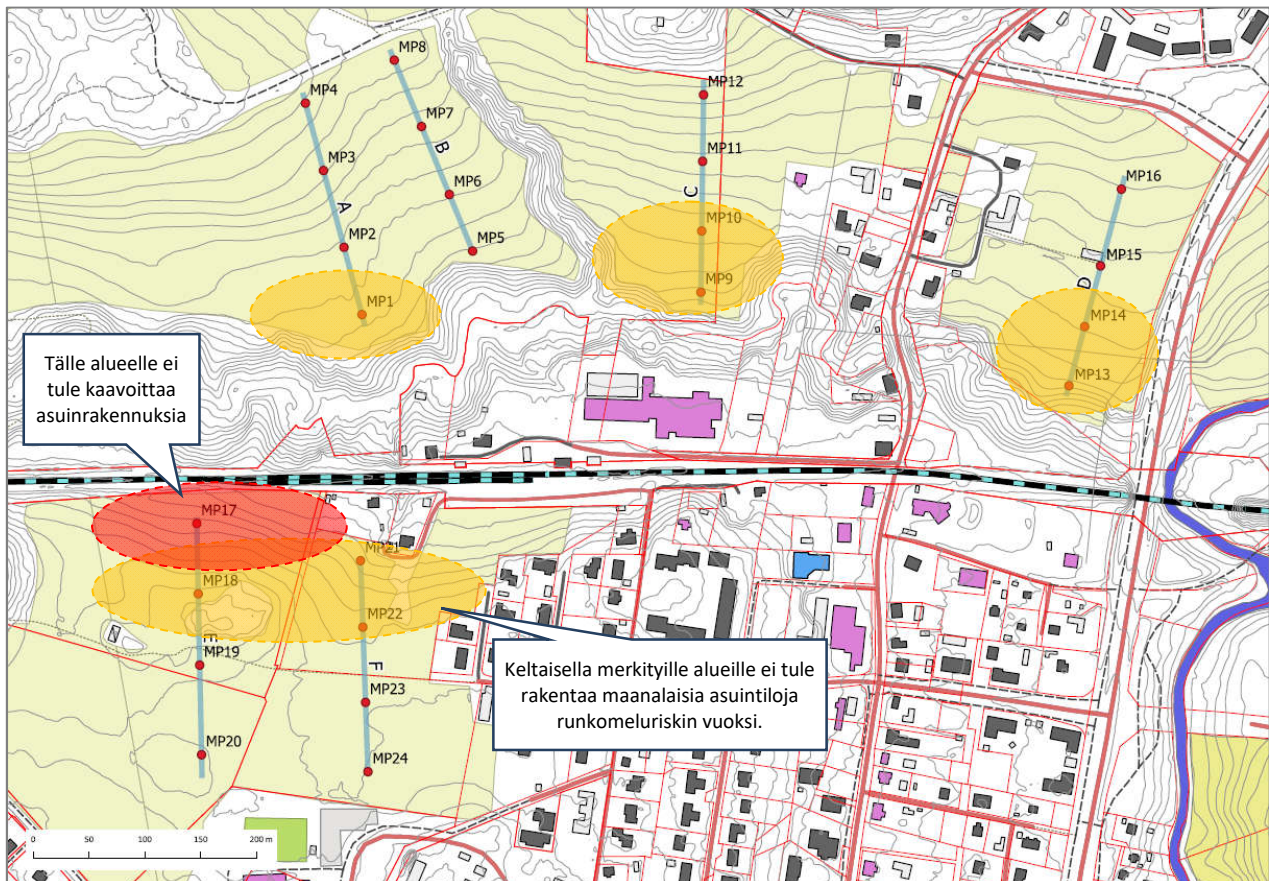 MP8
MP4
MP7
B
MP3
MP6
A
MP2
MP5
MP1
MP12
MP11
C
MP10
MP9
MP16
MP15
D
MP14
MP13
Tälle alueelle ei
tule kaavoittaa
asuinrakennuksia
MP17
MP18
E
MP19
MP20
MP21
MP22
F
MP23
MP24
Keltaisella merkityille alueille ei tule
rakentaa maanalaisia asuintiloja
runkomeluriskin vuoksi.
0 50 100 150 200 m